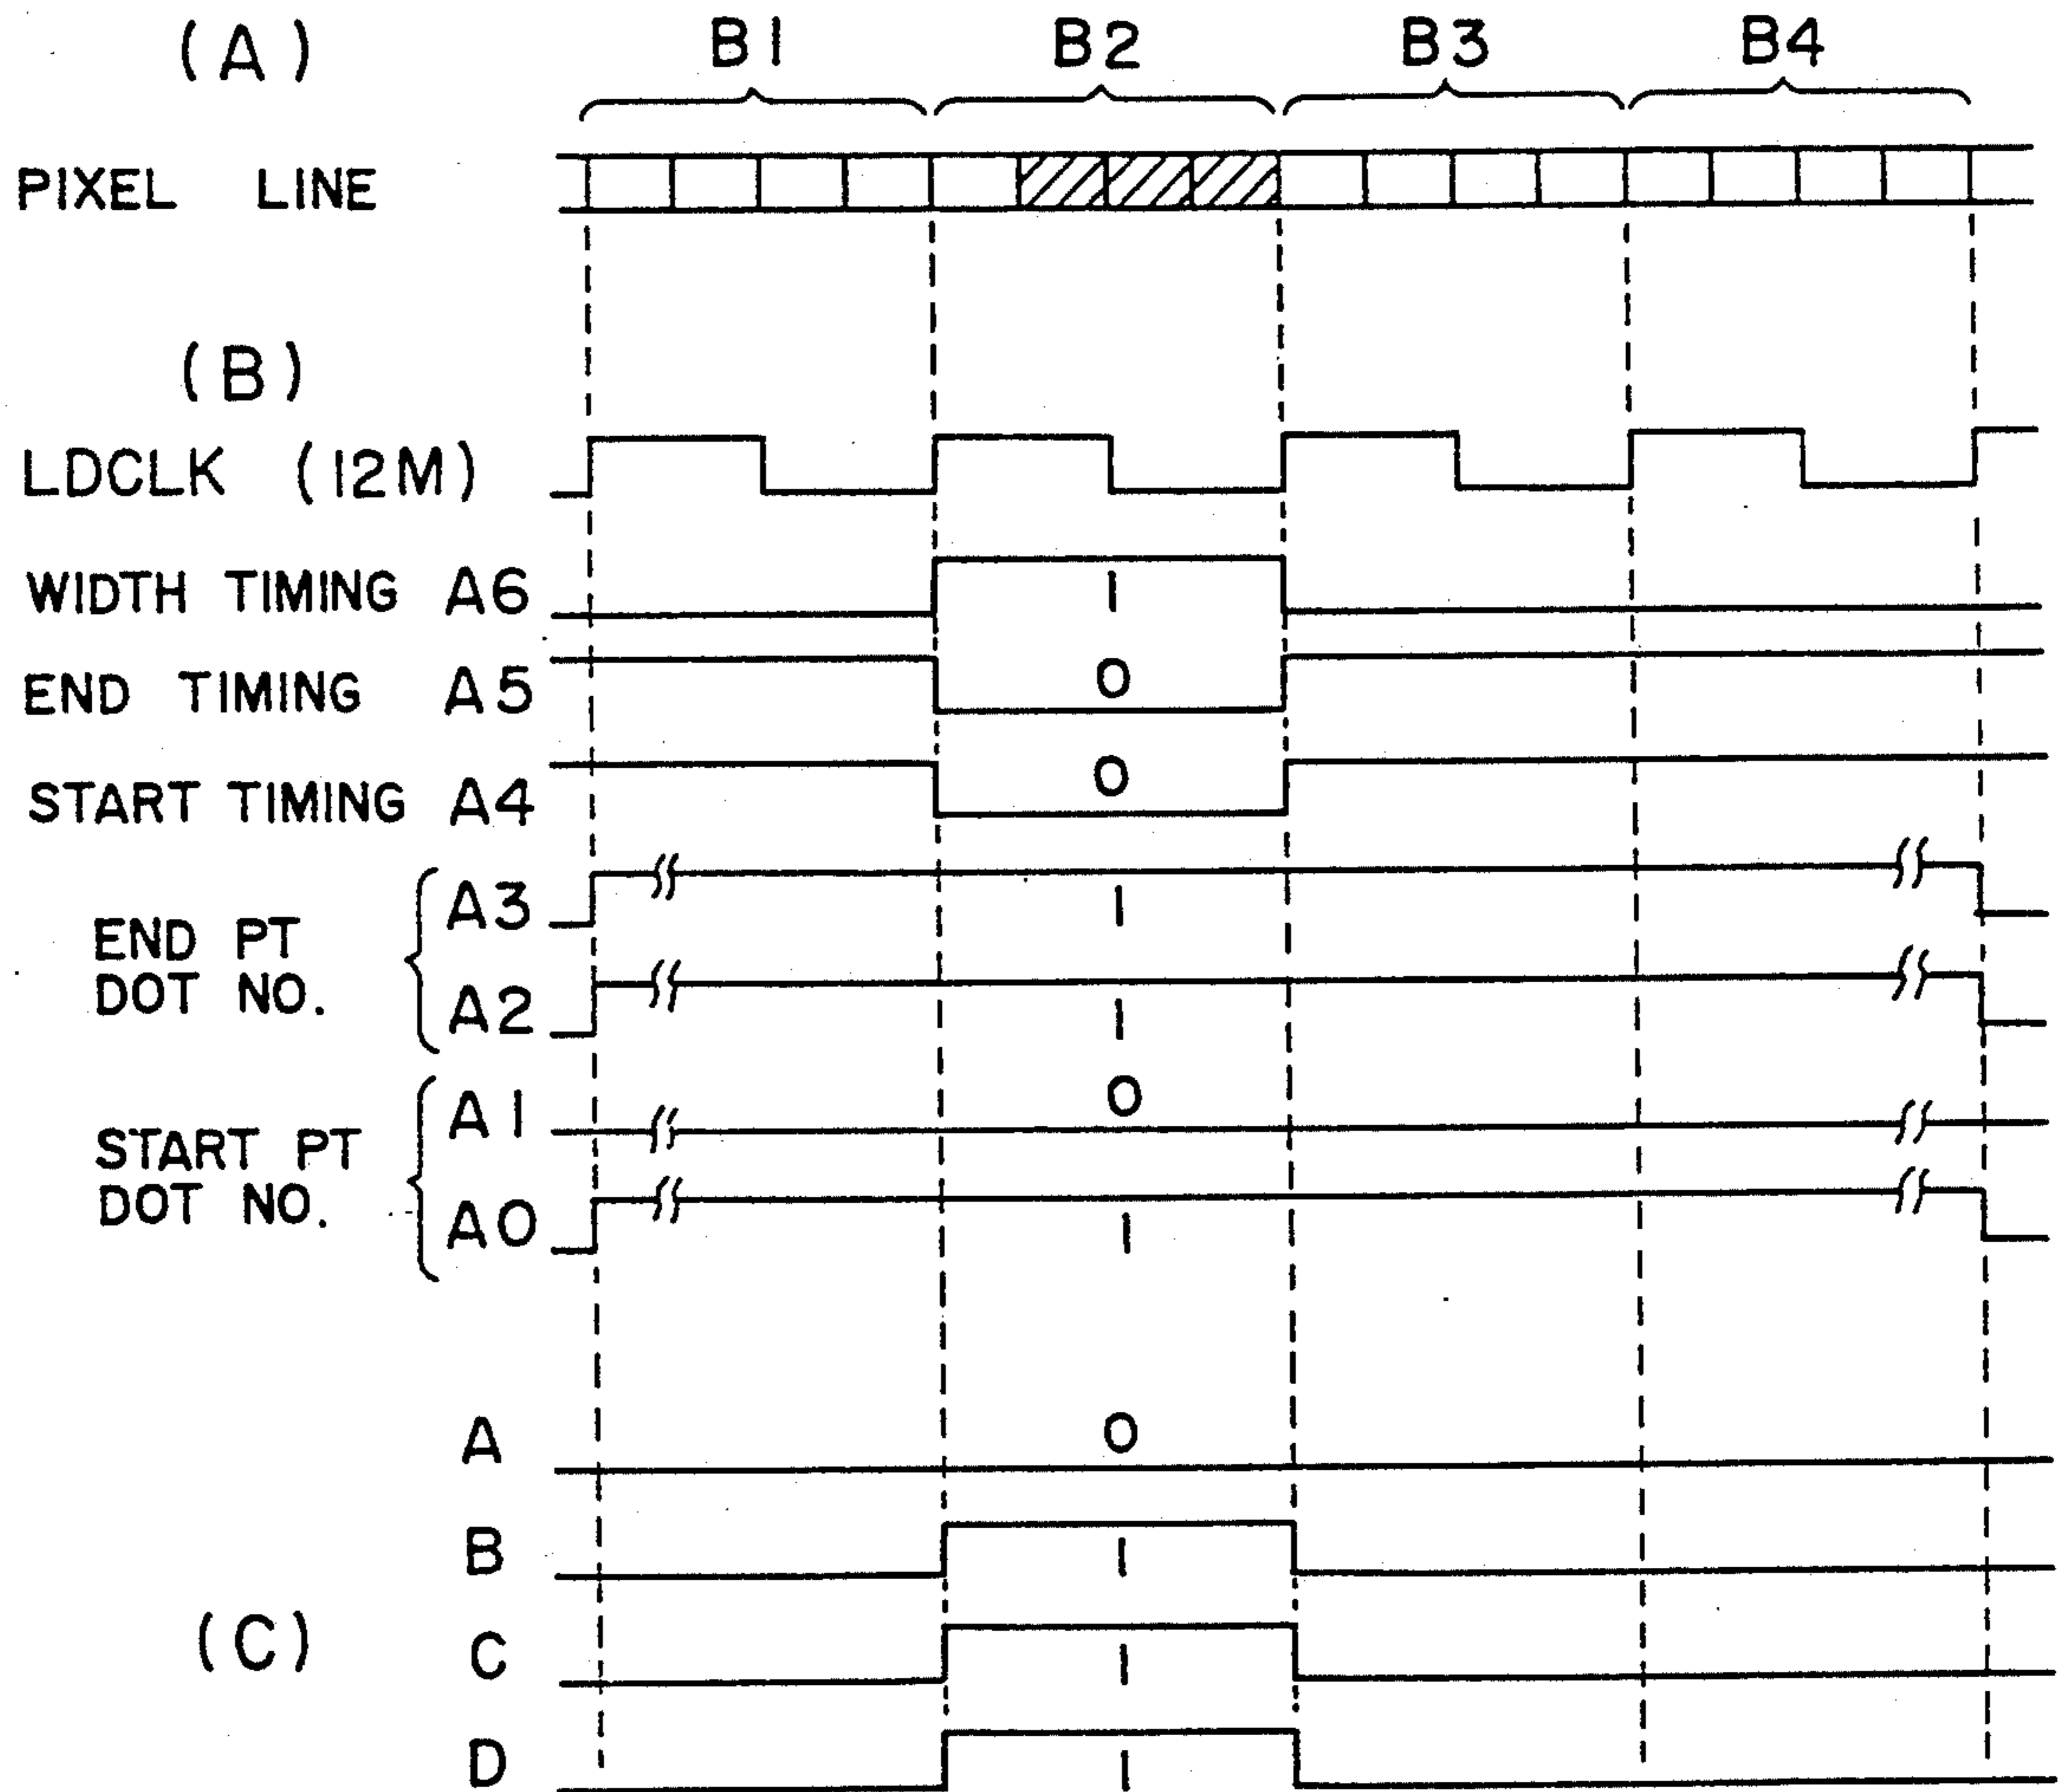 (A) B1 B2 B3 B4
PIXEL LINE
(B)
LDCLK (12M)
WIDTH TIMING A6 1
END TIMING A5 0
START TIMING A4 0
END PT DOT NO.
A3 1
A2 1
START PT DOT NO.
A1 0
A0 1
A 0
B 1
(C)
C 1
D 1